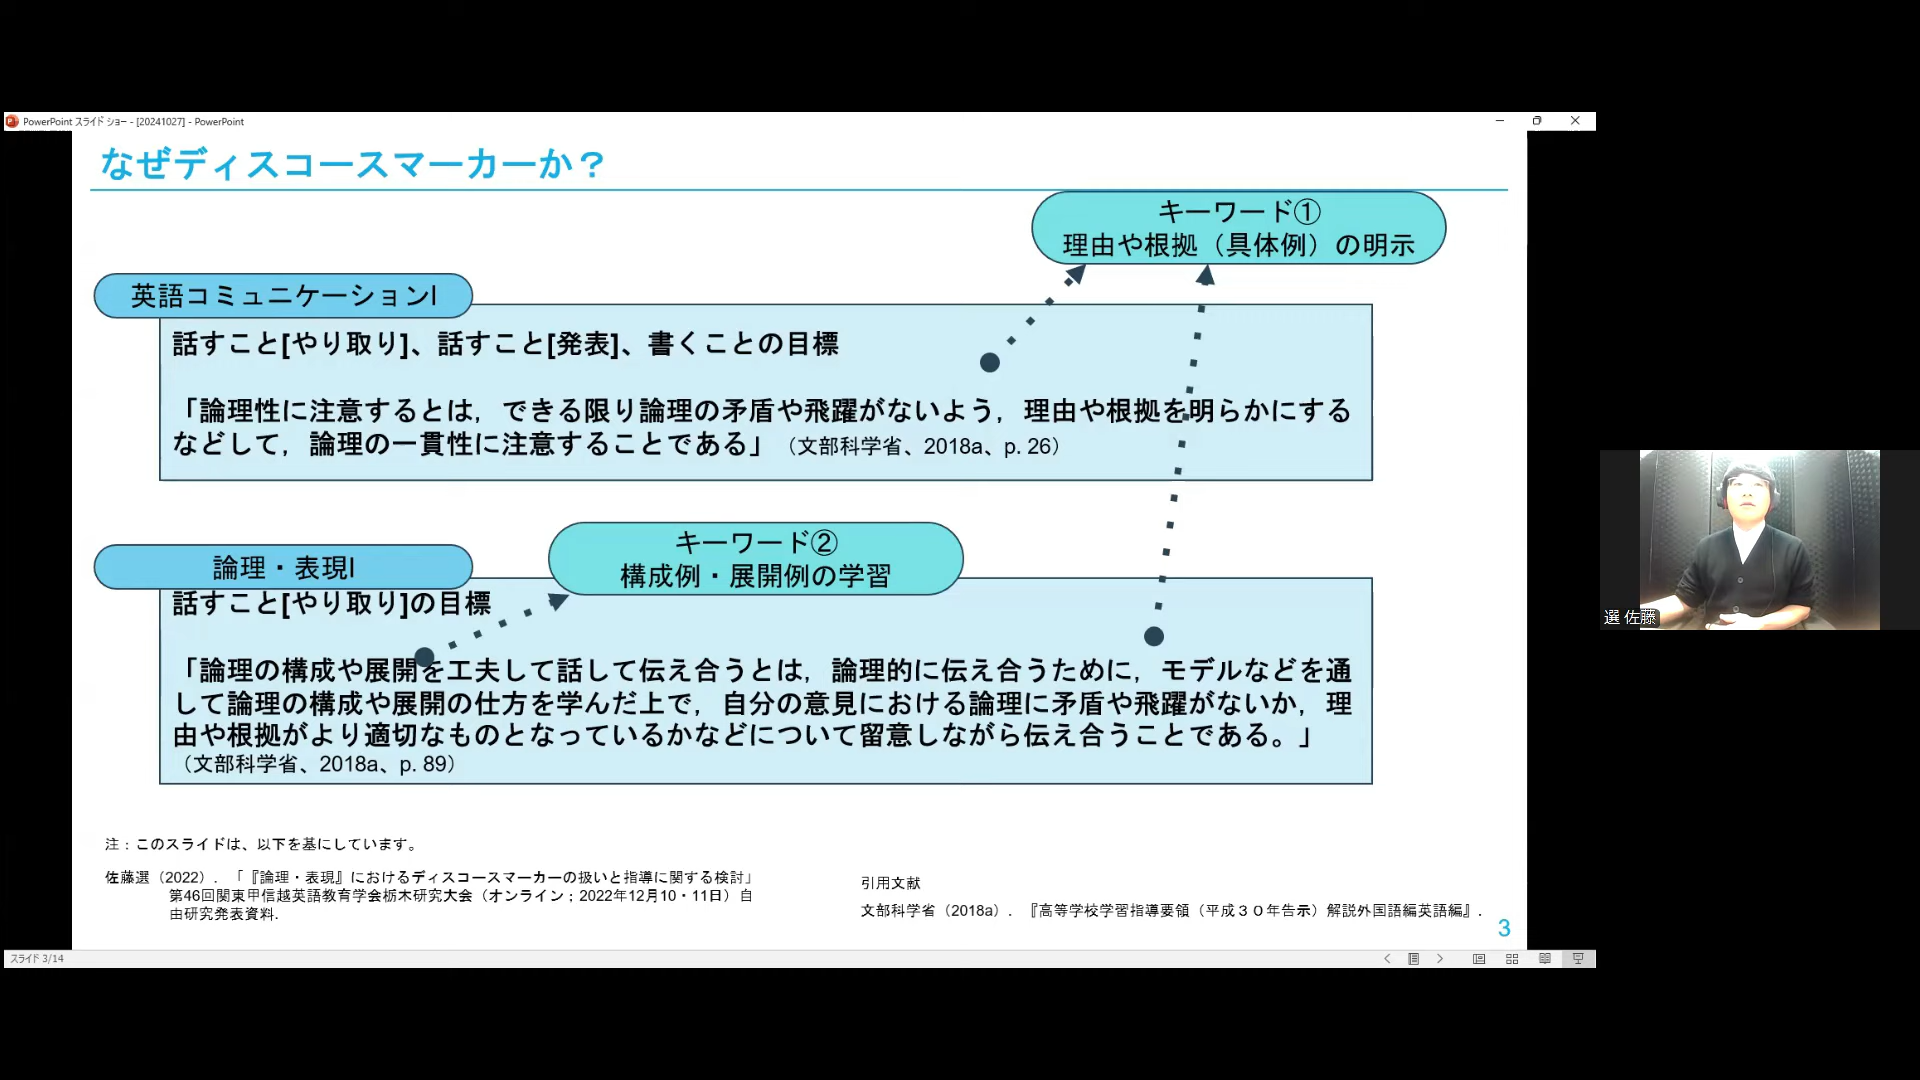 PowerPoint スライド ショー - [20241027] - PowerPoint
なぜディスコースマーカーか？
キーワード①
理由や根拠（具体例）の明示
英語コミュニケーションI
話すこと[やり取り]、話すこと[発表]、書くことの目標
「論理性に注意するとは，できる限り論理の矛盾や飛躍がないよう，理由や根拠を明らかにする
などして，論理の一貫性に注意することである」（文部科学省、2018a、p. 26）
キーワード②
構成例・展開例の学習
論理・表現I
話すこと[やり取り]の目標
「論理の構成や展開を工夫して話して伝え合うとは，論理的に伝え合うために，モデルなどを通
して論理の構成や展開の仕方を学んだ上で，自分の意見における論理に矛盾や飛躍がないか，理
由や根拠がより適切なものとなっているかなどについて留意しながら伝え合うことである。」
（文部科学省、2018a、p. 89）
注：このスライドは、以下を基にしています。
佐藤選（2022）．「『論理・表現』におけるディスコースマーカーの扱いと指導に関する検討」
第46回関東甲信越英語教育学会栃木研究大会（オンライン；2022年12月10・11日）自
由研究発表資料.
引用文献
文部科学省（2018a）．『高等学校学習指導要領（平成３０年告示）解説外国語編英語編』.
3
スライド 3/14
選 佐藤